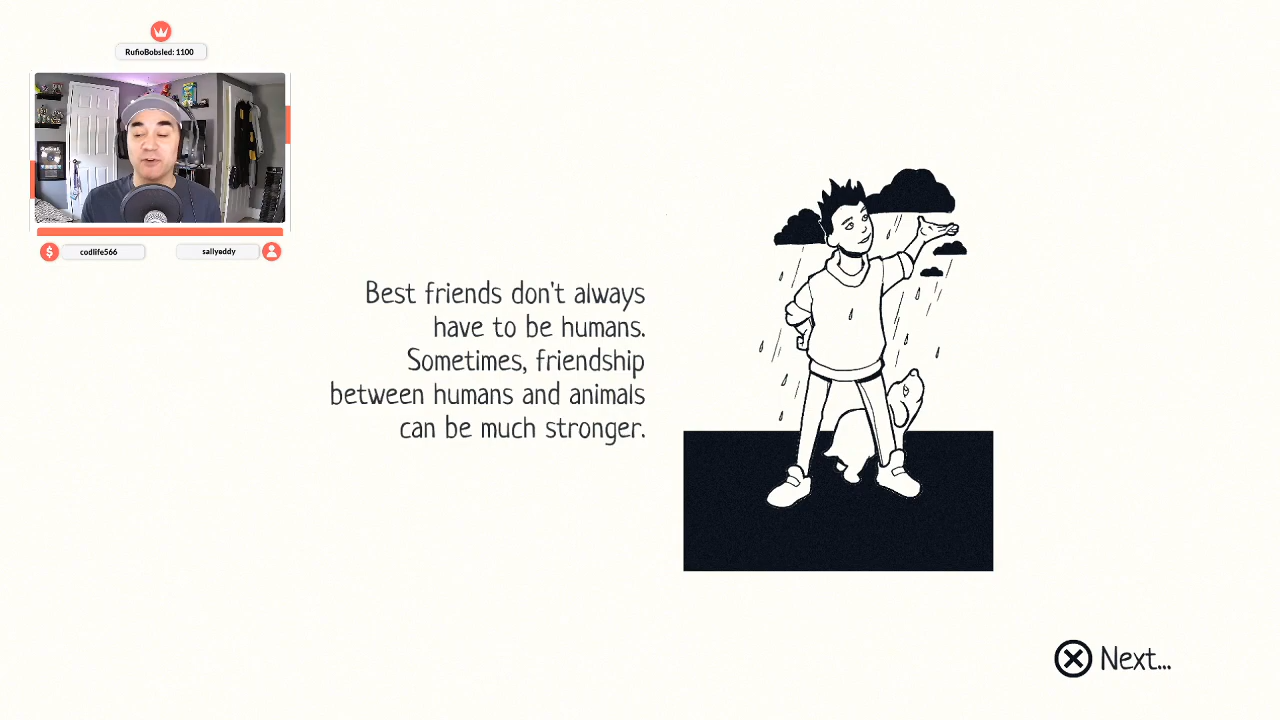 RufioBobsled: 1100
codlife566
sallyeddy
Best friends don't always
have to be humans.
Sometimes, friendship
between humans and animals
can be much stronger.
Next...